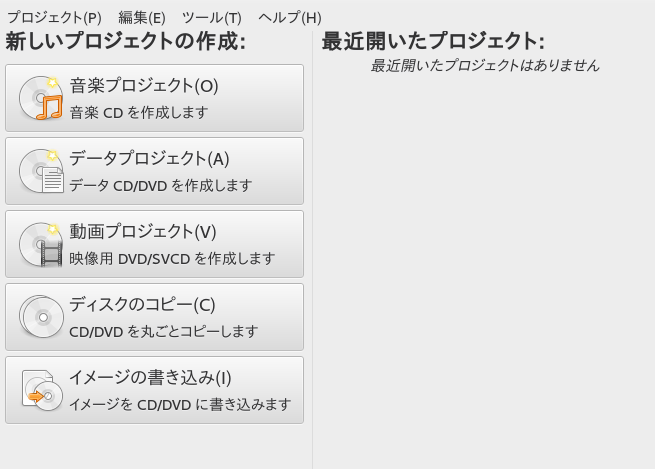 プロジェクト(P) 編集(E) ツール(T) ヘルプ(H)
新しいプロジェクトの作成:
音楽プロジェクト(O)
音楽 CD を作成します
データプロジェクト(A)
データ CD/DVD を作成します
動画プロジェクト(V)
映像用 DVD/SVCD を作成します
ディスクのコピー(C)
CD/DVD を丸ごとコピーします
イメージの書き込み(I)
イメージを CD/DVD に書き込みます
最近開いたプロジェクト:
最近開いたプロジェクトはありません